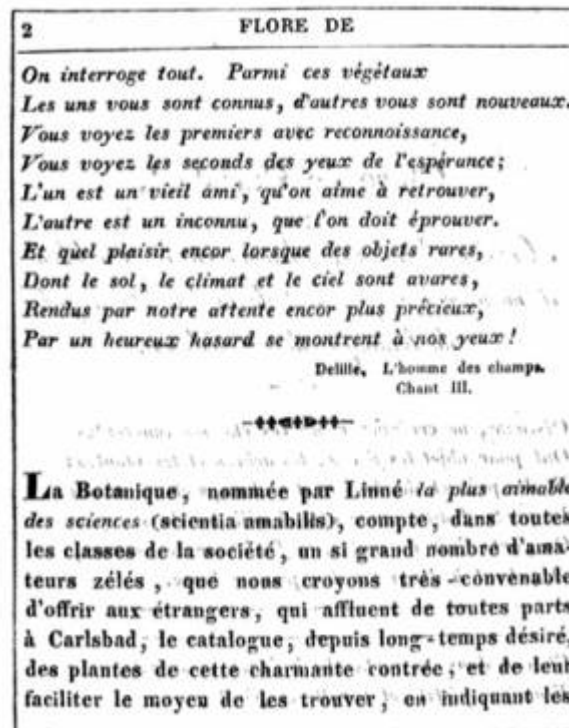 2 FLORE DE
On interroge tout. Parmi ces végétaux
Les uns vous sont connus, d'autres vous sont nouveaux.
Vous voyez les premiers avec reconnoissance,
Vous voyez les seconds des yeux de l'espérance;
L'un est un vieil ami, qu'on aime à retrouver,
L'autre est un inconnu, que l'on doit éprouver.
Et quel plaisir encor lorsque des objets rares,
Dont le sol, le climat et le ciel sont avares,
Rendus par notre attente encor plus précieux,
Par un heureux hasard se montrent à nos yeux!
Delille, L'homme des champs.
Chant III.
La Botanique, nommée par Linné la plus aimable
des sciences (scientia amabilis), compte, dans toutes
les classes de la société, un si grand nombre d'ama-
teurs zélés, que nous croyons très-convenable
d'offrir aux étrangers, qui affluent de toutes parts
à Carlsbad, le catalogue, depuis long-temps désiré,
des plantes de cette charmante contrée, et de leur
faciliter le moyen de les trouver, en indiquant les